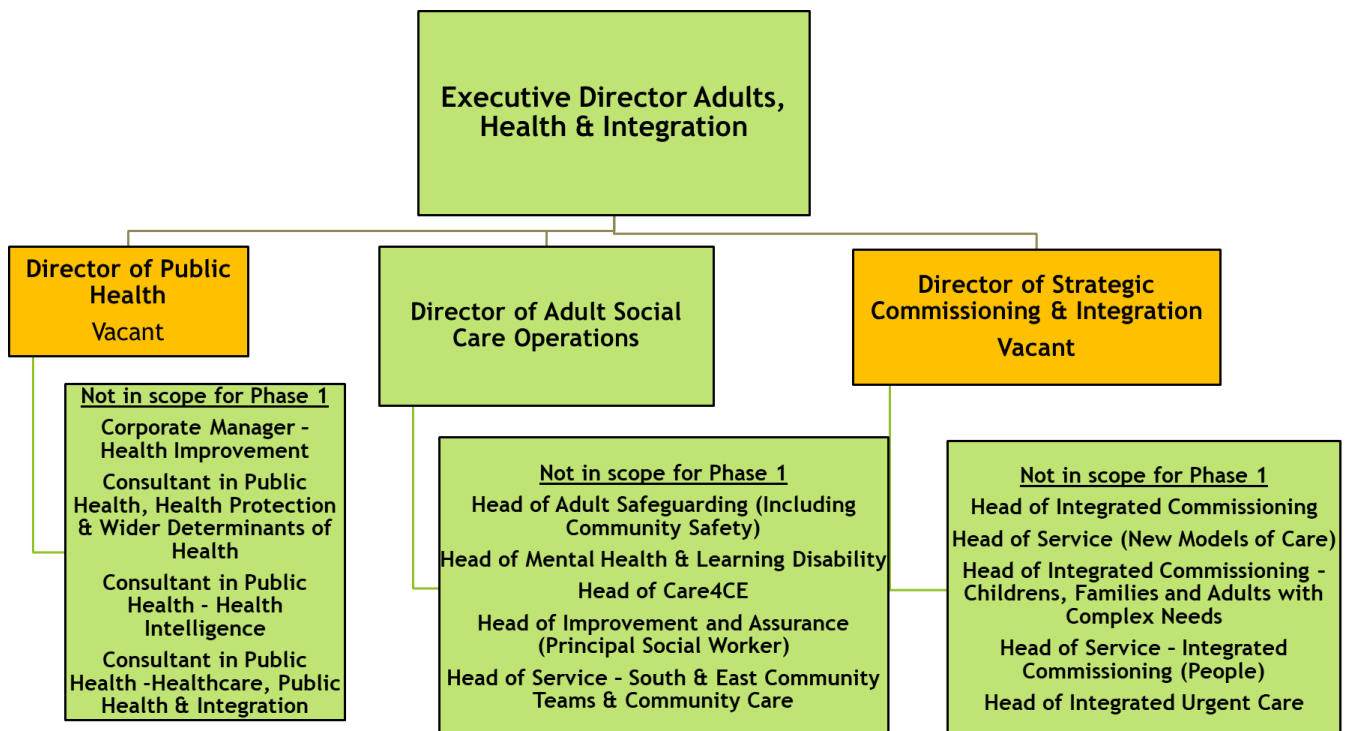 Executive Director Adults,
Health & Integration
Director of Public
Health
Vacant
Director of Adult Social
Care Operations
Director of Strategic
Commissioning & Integration
Vacant
Not in scope for Phase 1
Corporate Manager –
Health Improvement
Consultant in Public
Health, Health Protection
& Wider Determinants of
Health
Consultant in Public
Health - Health
Intelligence
Consultant in Public
Health -Healthcare, Public
Health & Integration
Not in scope for Phase 1
Head of Adult Safeguarding (Including
Community Safety)
Head of Mental Health & Learning Disability
Head of Care4CE
Head of Improvement and Assurance
(Principal Social Worker)
Head of Service – South & East Community
Teams & Community Care
Not in scope for Phase 1
Head of Integrated Commissioning
Head of Service (New Models of Care)
Head of Integrated Commissioning –
Childrens, Families and Adults with
Complex Needs
Head of Service – Integrated
Commissioning (People)
Head of Integrated Urgent Care